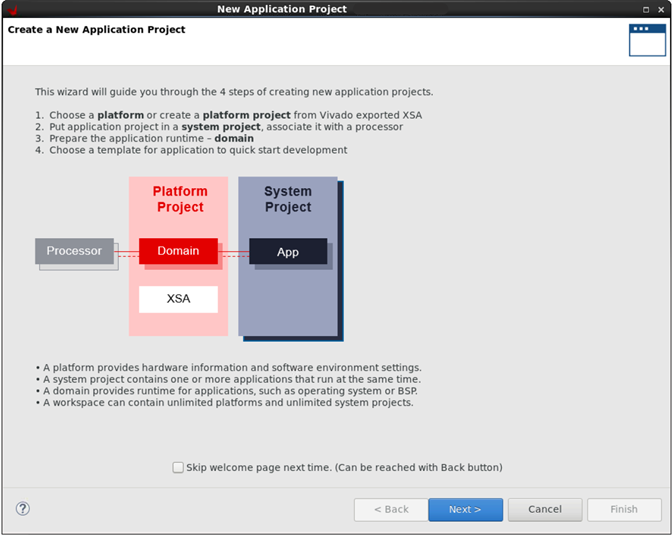 New Application Project
Create a New Application Project
This wizard will guide you through the 4 steps of creating new application projects.
1. Choose a platform or create a platform project from Vivado exported XSA
2. Put application project in a system project, associate it with a processor
3. Prepare the application runtime – domain
4. Choose a template for application to quick start development
Platform
Project
System
Project
Processor
Domain
App
XSA
• A platform provides hardware information and software environment settings.
• A system project contains one or more applications that run at the same time.
• A domain provides runtime for applications, such as operating system or BSP.
• A workspace can contain unlimited platforms and unlimited system projects.
Skip welcome page next time. (Can be reached with Back button)
?
< Back
Next >
Cancel
Finish